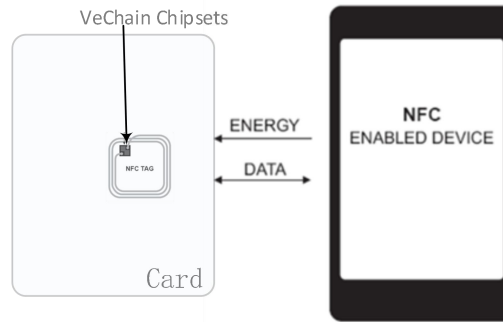 VeChain Chipsets
NFC TAG
Card
ENERGY
DATA
NFC
ENABLED DEVICE